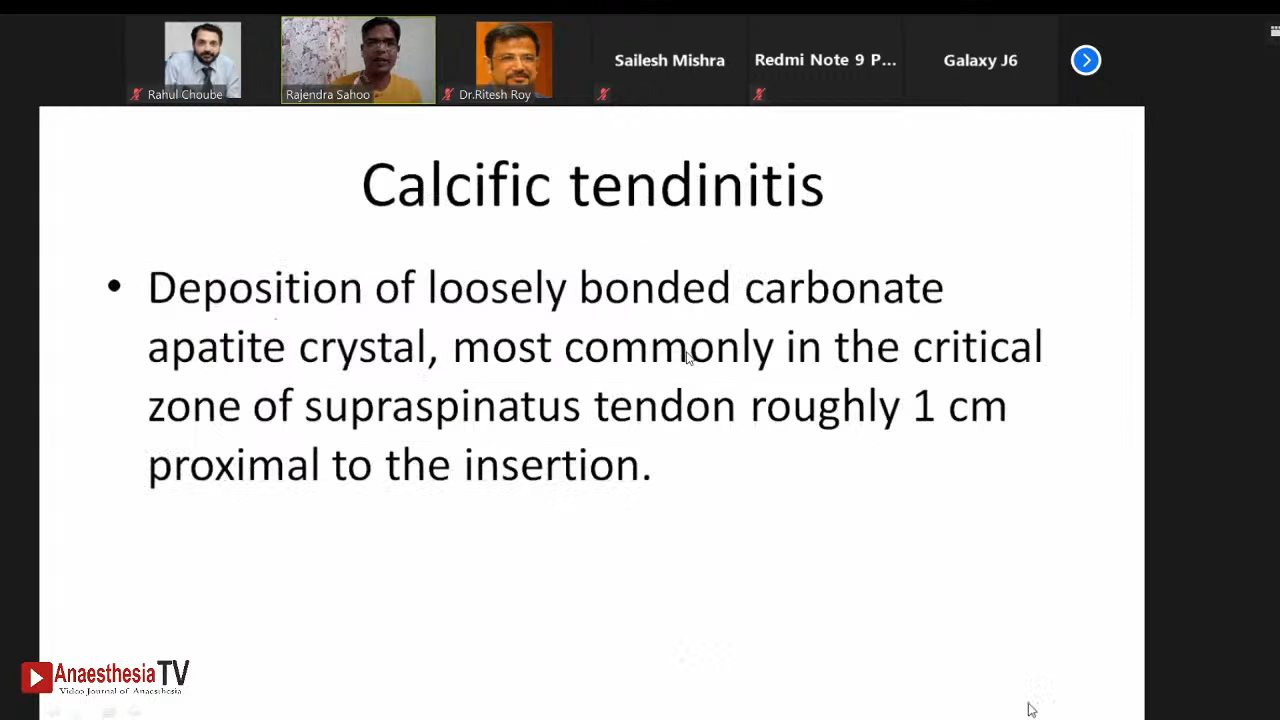 Sailesh Mishra
Redmi Note 9 P...
Galaxy J6
Rahul Choube
Rajendra Sahoo
Dr.Ritesh Roy
Calcific tendinitis
• Deposition of loosely bonded carbonate
apatite crystal, most commonly in the critical
zone of supraspinatus tendon roughly 1 cm
proximal to the insertion.
AnaesthesiaTV
Video Journal of Anaesthesia